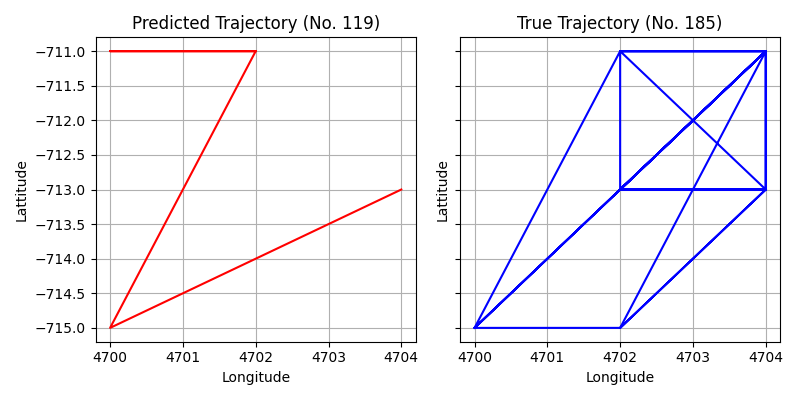 Predicted Trajectory (No. 119)
True Trajectory (No. 185)
−711.0
−711.5
−712.0
−712.5
−713.0
−713.5
−714.0
−714.5
−715.0
Lattitude
Lattitude
4700 4701 4702 4703 4704
4700 4701 4702 4703 4704
Longitude
Longitude